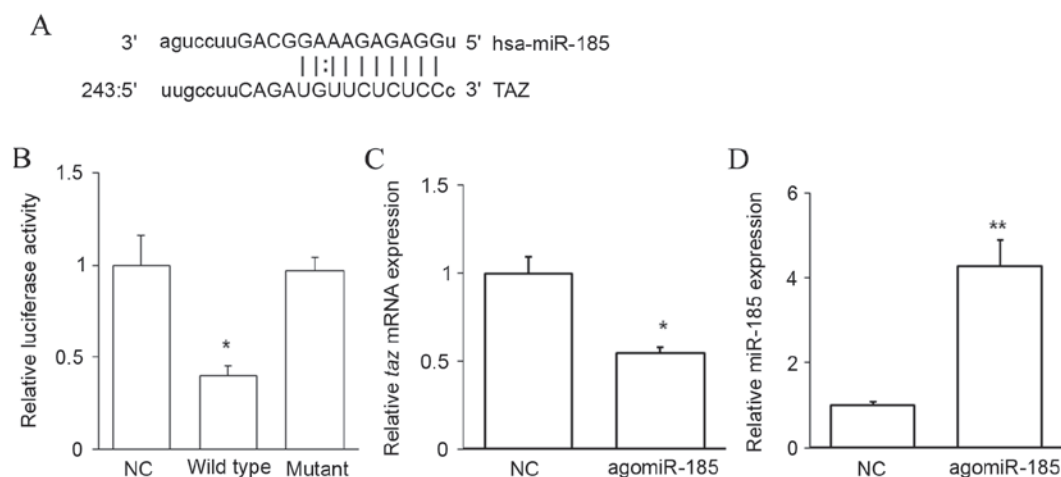 A
3' aguccuuGACGGAAAGAGAGGu 5' hsa-miR-185
243:5' uugccuuCAGAUGUUCUCUCCc 3' TAZ
B
Relative luciferase activity
1.5
1
0.5
0
*
NC Wild type Mutant
C
Relative taz mRNA expression
1.5
1
0.5
0
*
NC agomiR-185
D
Relative miR-185 expression
6
4
2
0
**
NC agomiR-185